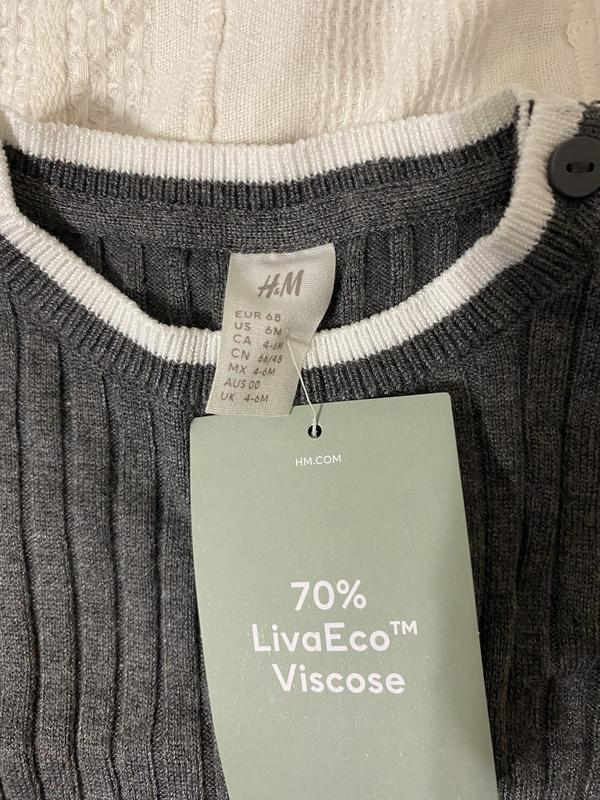 H&M
EUR 68
US 6M
CA 4-6M
CN 66/48
MX 4-6M
AUS 00
UK 4-6M
HM.COM
70%
LivaEco™
Viscose